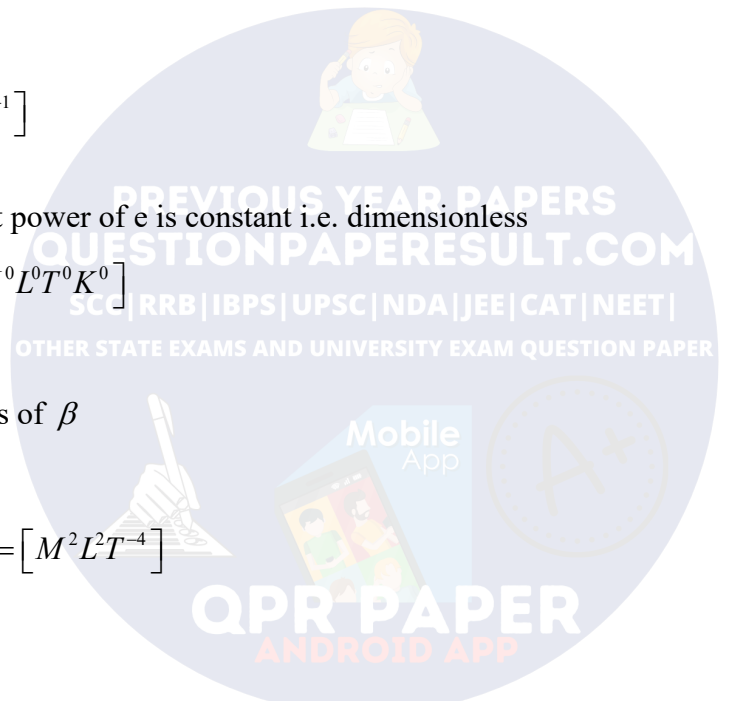 ⁻¹]
PREVIOUS YEAR PAPERS
power of e is constant i.e. dimensionless
QUESTIONPAPERESULT.COM
⁰L⁰T⁰K⁰]
SCC|RRB|IBPS|UPSC|NDA|JEE|CAT|NEET|
OTHER STATE EXAMS AND UNIVERSITY EXAM QUESTION PAPER
of β
Mobile
App
A+
=[M²L²T⁻⁴]
QPR PAPER
ANDROID APP